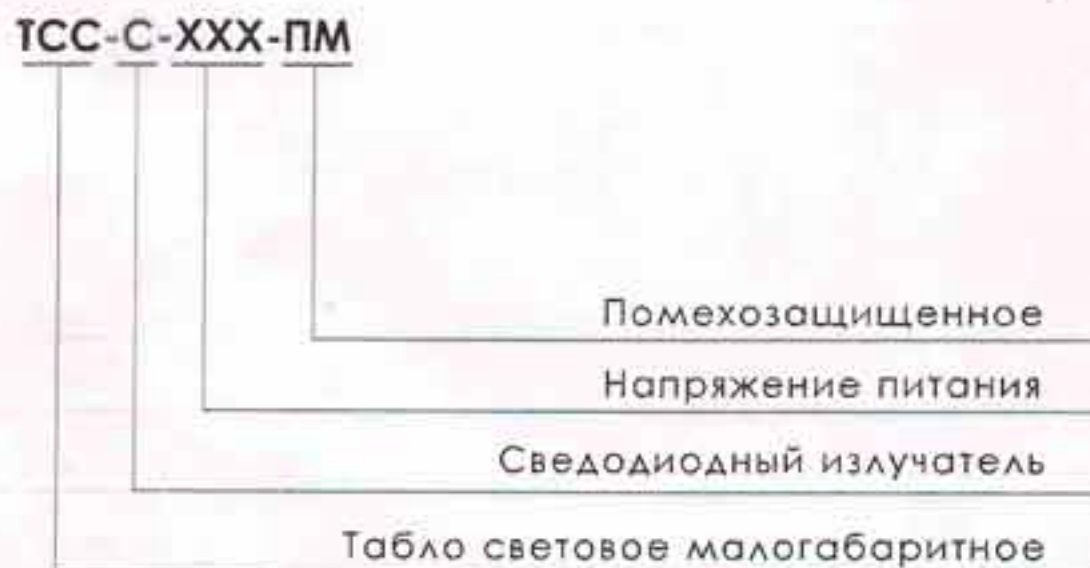 ТСС-С-ХХХ-ПМ
Помехозащищенное
Напряжение питания
Сведодиодный излучатель
Табло световое малогабаритное